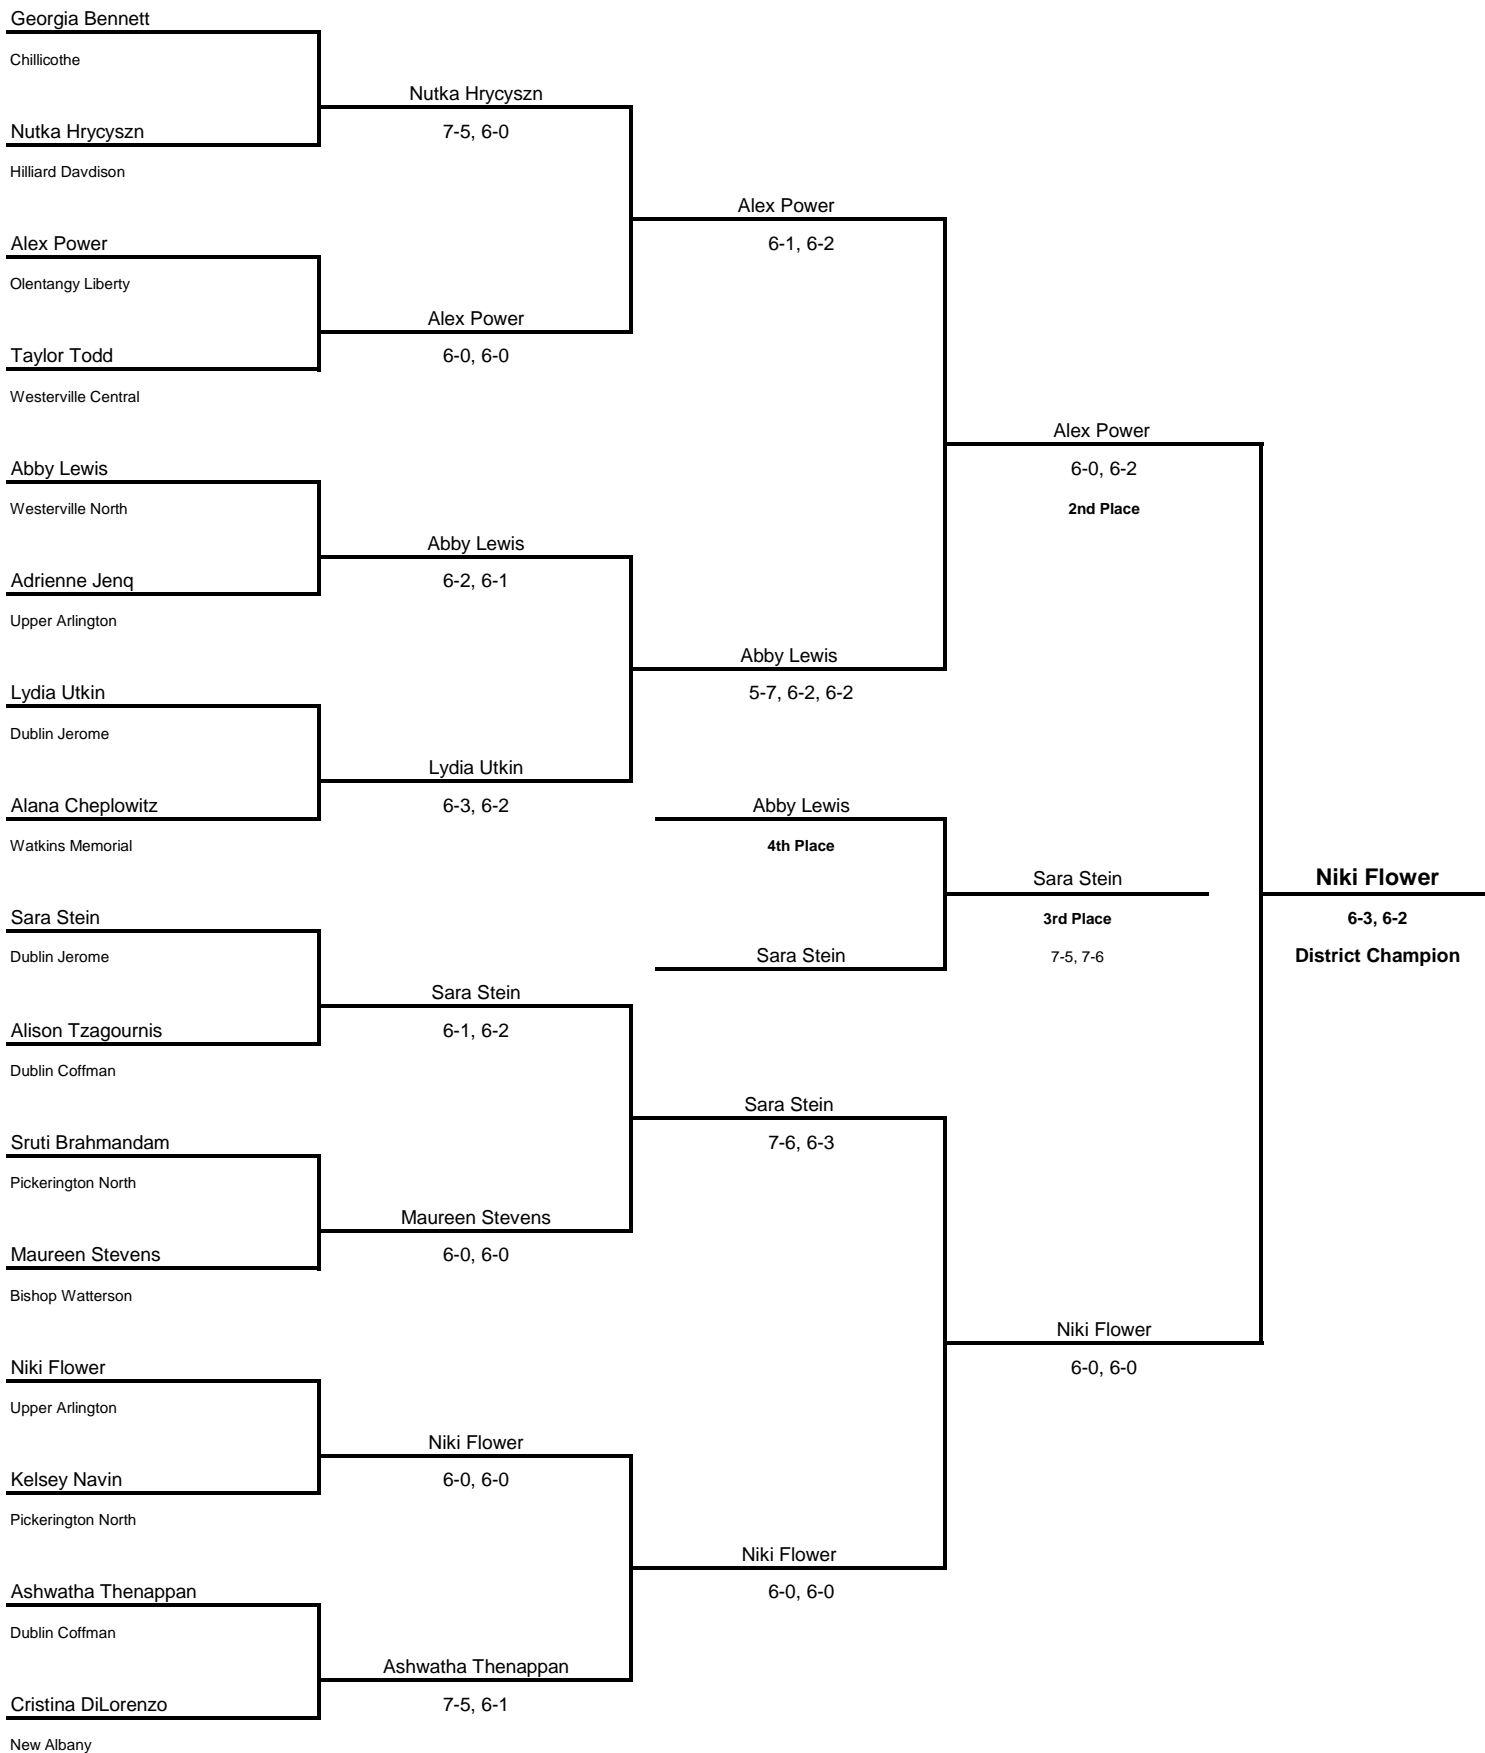 Georgia Bennett
Chillicothe
Nutka Hrycyszn
Nutka Hrycyszn
7-5, 6-0
Hilliard Davdison
Alex Power
Alex Power
6-1, 6-2
Olentangy Liberty
Alex Power
Taylor Todd
6-0, 6-0
Westerville Central
Alex Power
Abby Lewis
6-0, 6-2
Westerville North
2nd Place
Abby Lewis
Adrienne Jenq
6-2, 6-1
Upper Arlington
Abby Lewis
Lydia Utkin
5-7, 6-2, 6-2
Dublin Jerome
Lydia Utkin
Alana Cheplowitz
6-3, 6-2
Abby Lewis
Watkins Memorial
4th Place
Sara Stein
Niki Flower
Sara Stein
3rd Place
6-3, 6-2
Dublin Jerome
Sara Stein
7-5, 7-6
District Champion
Sara Stein
Alison Tzagournis
6-1, 6-2
Dublin Coffman
Sara Stein
Sruti Brahmandam
7-6, 6-3
Pickerington North
Maureen Stevens
Maureen Stevens
6-0, 6-0
Bishop Watterson
Niki Flower
Niki Flower
6-0, 6-0
Upper Arlington
Niki Flower
Kelsey Navin
6-0, 6-0
Pickerington North
Niki Flower
Ashwatha Thenappan
6-0, 6-0
Dublin Coffman
Ashwatha Thenappan
Cristina DiLorenzo
7-5, 6-1
New Albany